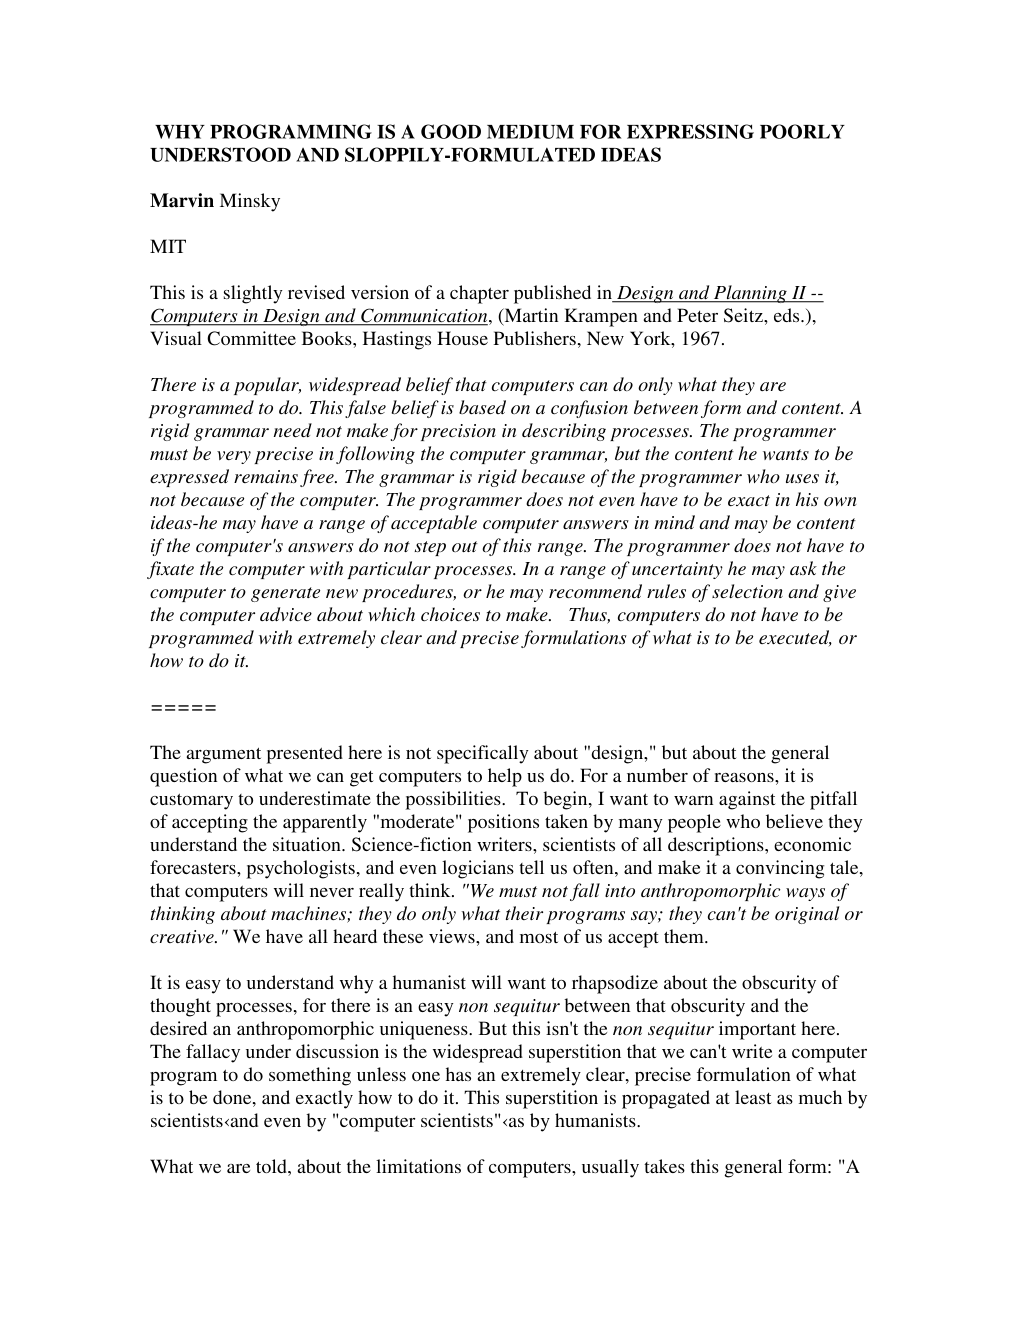 WHY PROGRAMMING IS A GOOD MEDIUM FOR EXPRESSING POORLY
UNDERSTOOD AND SLOPPILY-FORMULATED IDEAS
Marvin Minsky
MIT
This is a slightly revised version of a chapter published in Design and Planning II --
Computers in Design and Communication, (Martin Krampen and Peter Seitz, eds.),
Visual Committee Books, Hastings House Publishers, New York, 1967.
There is a popular, widespread belief that computers can do only what they are
programmed to do. This false belief is based on a confusion between form and content. A
rigid grammar need not make for precision in describing processes. The programmer
must be very precise in following the computer grammar, but the content he wants to be
expressed remains free. The grammar is rigid because of the programmer who uses it,
not because of the computer. The programmer does not even have to be exact in his own
ideas-he may have a range of acceptable computer answers in mind and may be content
if the computer's answers do not step out of this range. The programmer does not have to
fixate the computer with particular processes. In a range of uncertainty he may ask the
computer to generate new procedures, or he may recommend rules of selection and give
the computer advice about which choices to make.   Thus, computers do not have to be
programmed with extremely clear and precise formulations of what is to be executed, or
how to do it.
=====
The argument presented here is not specifically about "design," but about the general
question of what we can get computers to help us do. For a number of reasons, it is
customary to underestimate the possibilities.  To begin, I want to warn against the pitfall
of accepting the apparently "moderate" positions taken by many people who believe they
understand the situation. Science-fiction writers, scientists of all descriptions, economic
forecasters, psychologists, and even logicians tell us often, and make it a convincing tale,
that computers will never really think. "We must not fall into anthropomorphic ways of
thinking about machines; they do only what their programs say; they can't be original or
creative." We have all heard these views, and most of us accept them.
It is easy to understand why a humanist will want to rhapsodize about the obscurity of
thought processes, for there is an easy non sequitur between that obscurity and the
desired an anthropomorphic uniqueness. But this isn't the non sequitur important here.
The fallacy under discussion is the widespread superstition that we can't write a computer
program to do something unless one has an extremely clear, precise formulation of what
is to be done, and exactly how to do it. This superstition is propagated at least as much by
scientists‹and even by "computer scientists"‹as by humanists.
What we are told, about the limitations of computers, usually takes this general form: "A